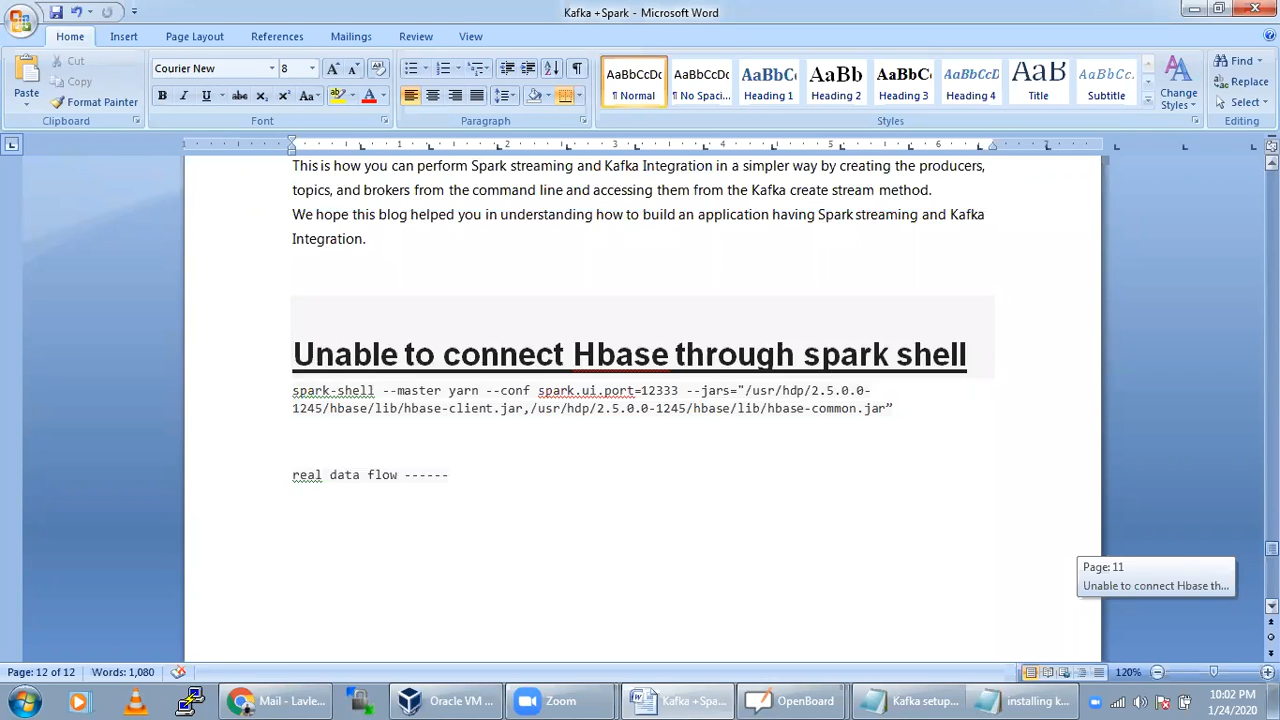 Kafka +Spark - Microsoft Word
Home Insert Page Layout References Mailings Review View
Cut
Copy
Format Painter
Paste
Clipboard
Courier New 8
Font
Paragraph
AaBbCcDc AaBbCcDc AaBbC AaBb AaBbC AaBbCcD AaB AaBbCc.
¶ Normal ¶ No Spaci... Heading 1 Heading 2 Heading 3 Heading 4 Title Subtitle
Change Styles
Styles
Find
Replace
Select
Editing
1 1 2 3 4 5 6 7
This is how you can perform Spark streaming and Kafka Integration in a simpler way by creating the producers,
topics, and brokers from the command line and accessing them from the Kafka create stream method.
We hope this blog helped you in understanding how to build an application having Spark streaming and Kafka
Integration.
Unable to connect Hbase through spark shell
spark-shell --master yarn --conf spark.ui.port=12333 --jars="/usr/hdp/2.5.0.0-
1245/hbase/lib/hbase-client.jar,/usr/hdp/2.5.0.0-1245/hbase/lib/hbase-common.jar”
real data flow ------
Page: 11
Unable to connect Hbase th...
Page: 12 of 12 Words: 1,080 120%
Mail - Lavle... Oracle VM ... Zoom Kafka +Spa... OpenBoard Kafka setup... installing k...
10:02 PM
1/24/2020